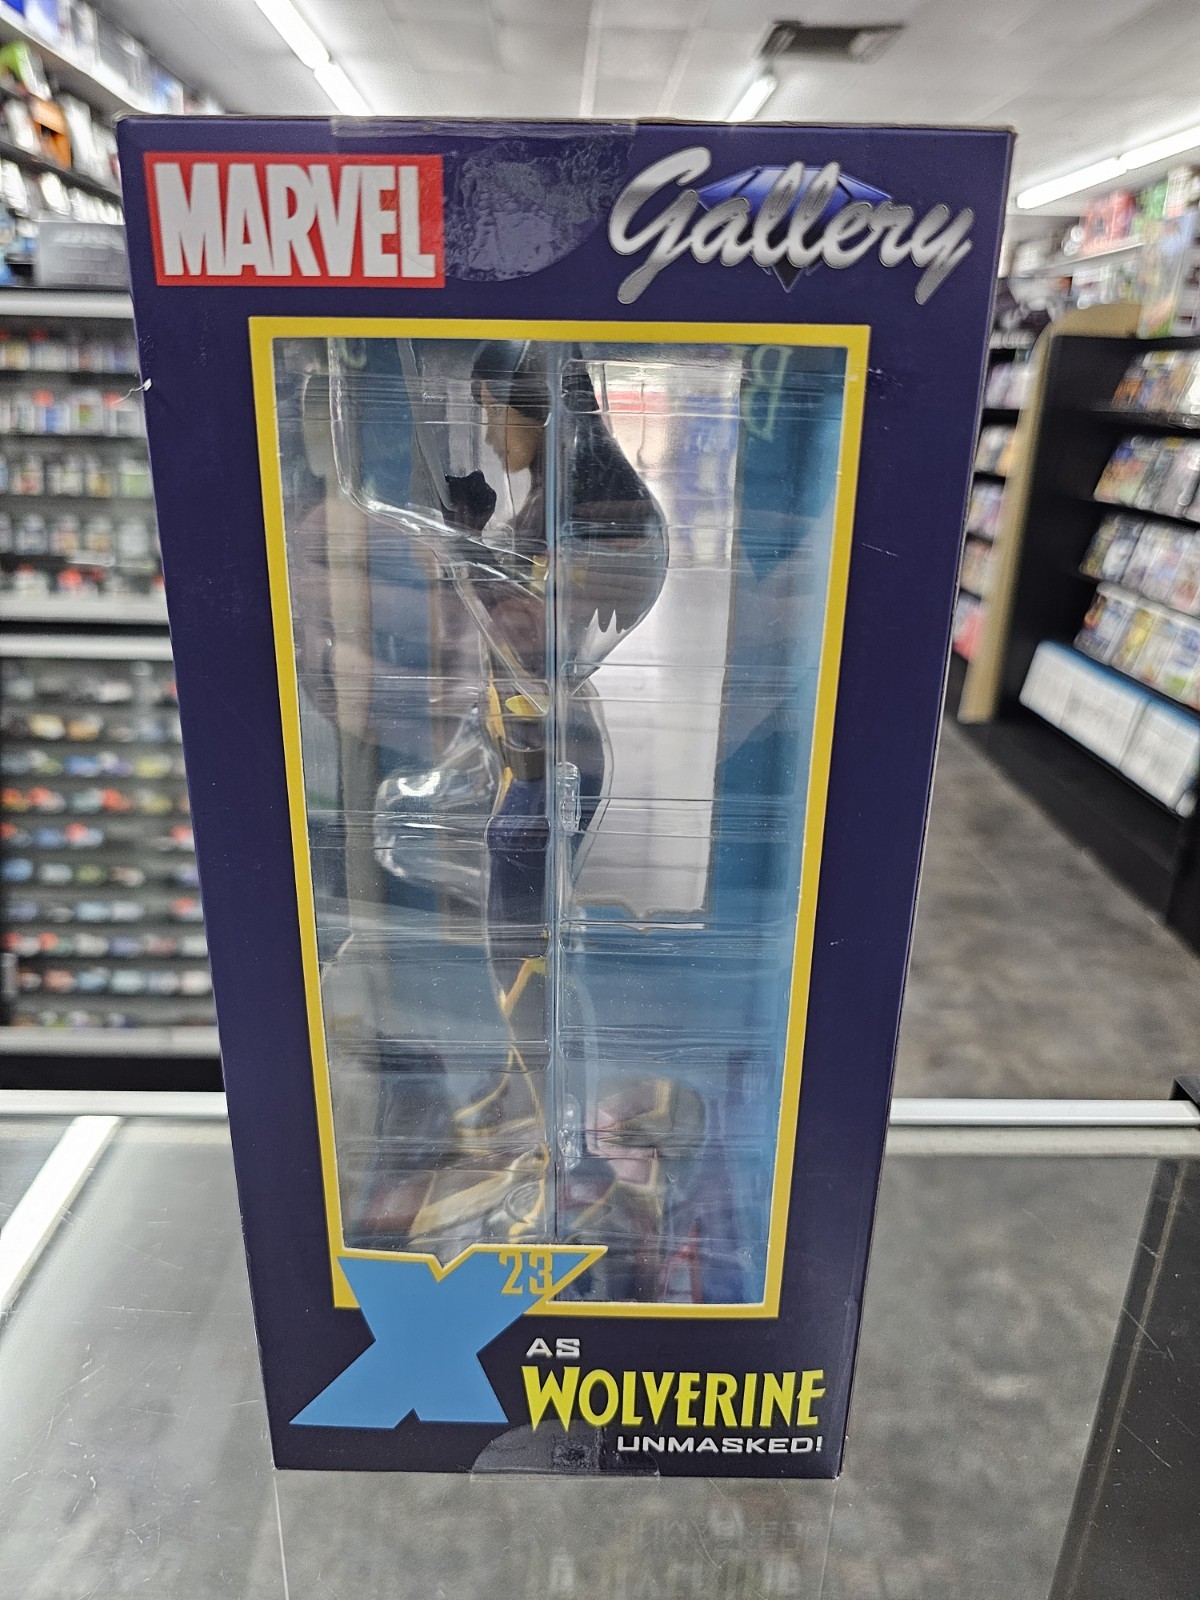 MARVEL Gallery
X 23
AS
WOLVERINE
UNMASKED!